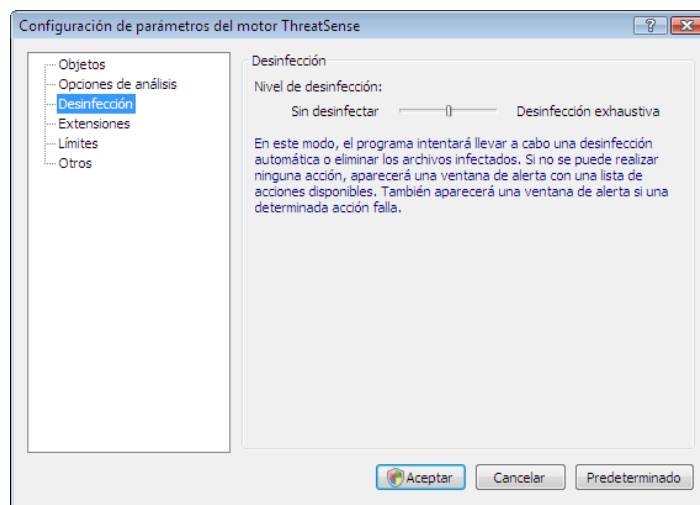 Configuración de parámetros del motor ThreatSense
?
Objetos
Opciones de análisis
Desinfección
Extensiones
Límites
Otros
Desinfección
Nivel de desinfección:
Sin desinfectar Desinfección exhaustiva
En este modo, el programa intentará llevar a cabo una desinfección
automática o eliminar los archivos infectados. Si no se puede realizar
ninguna acción, aparecerá una ventana de alerta con una lista de
acciones disponibles. También aparecerá una ventana de alerta si una
determinada acción falla.
Aceptar Cancelar Predeterminado